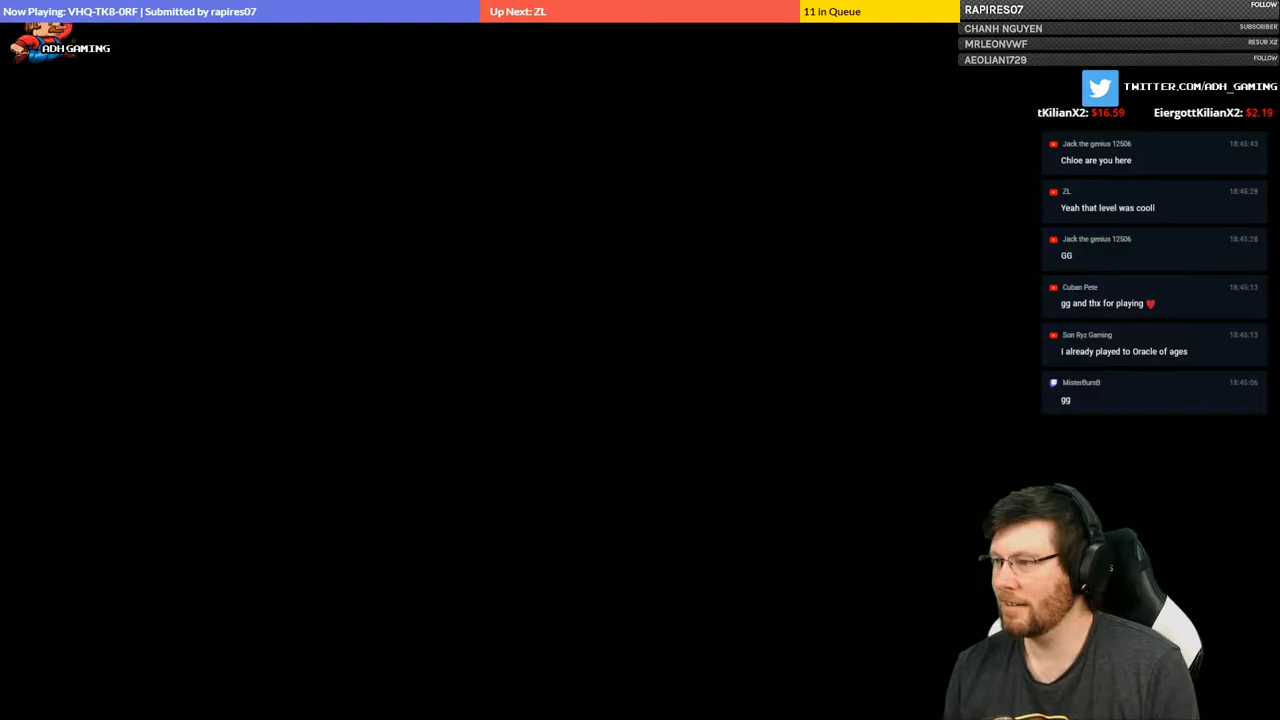 Now Playing: VHQ-TK8-0RF | Submitted by rapires07
Up Next: ZL
11 in Queue
RAPIRES07
FOLLOW
CHANH NGUYEN
SUBSCRIBER
MRLEONVWF
RESUB X2
AEOLIAN1729
FOLLOW
ADH GAMING
TWITTER.COM/ADH_GAMING
tKilianX2: $16.59 EiergottKilianX2: $2.19
Jack the genius 12506 18:45:43
Chloe are you here
ZL 18:45:28
Yeah that level was cooll
Jack the genius 12506 18:45:28
GG
Cuban Pete 18:45:13
gg and thx for playing
Son Ryz Gaming 18:45:13
I already played to Oracle of ages
MisterBumB 18:45:06
gg